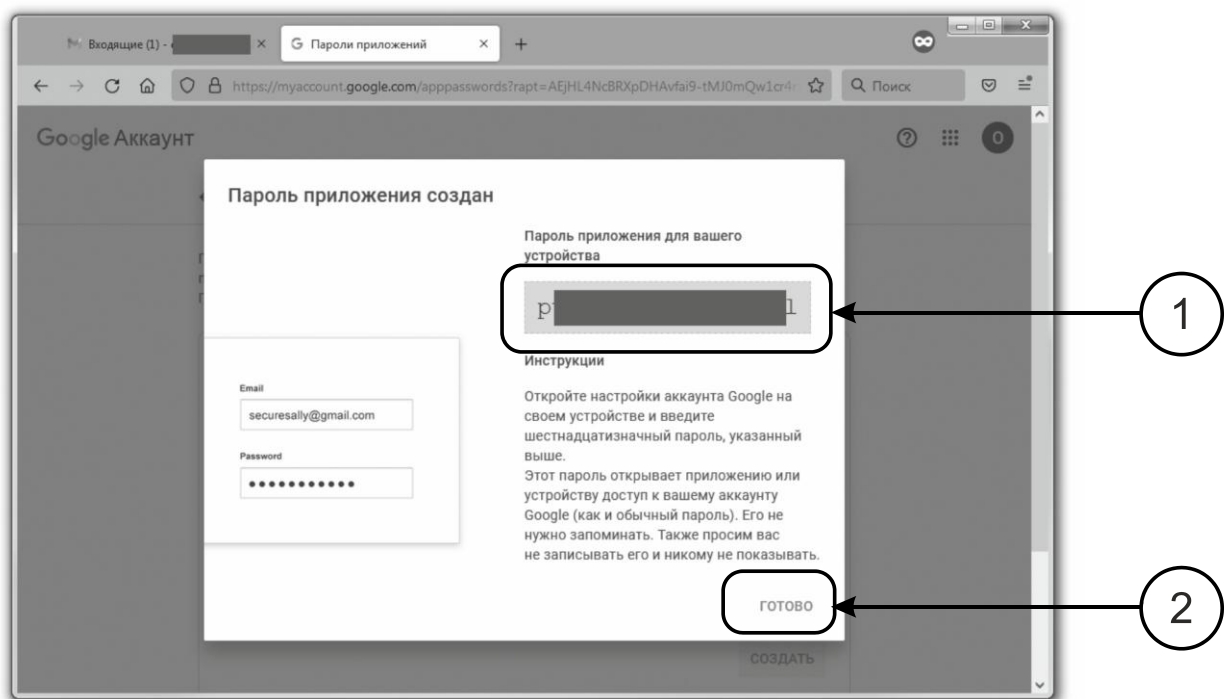 Входящие (1) -
Пароли приложений
https://myaccount.google.com/apppasswords?rapt=AEjHL4NcBRXpDHAvfai9-tMJ0mQw1cr4
Поиск
Google Аккаунт
O
Пароль приложения создан
Пароль приложения для вашего
устройства
1
Инструкции
Email
securesally@gmail.com
Откройте настройки аккаунта Google на
своем устройстве и введите
шестнадцатизначный пароль, указанный
выше.
Password
Этот пароль открывает приложению или
устройству доступ к вашему аккаунту
Google (как и обычный пароль). Его не
нужно запоминать. Также просим вас
не записывать его и никому не показывать.
ГОТОВО
2
СОЗДАТЬ